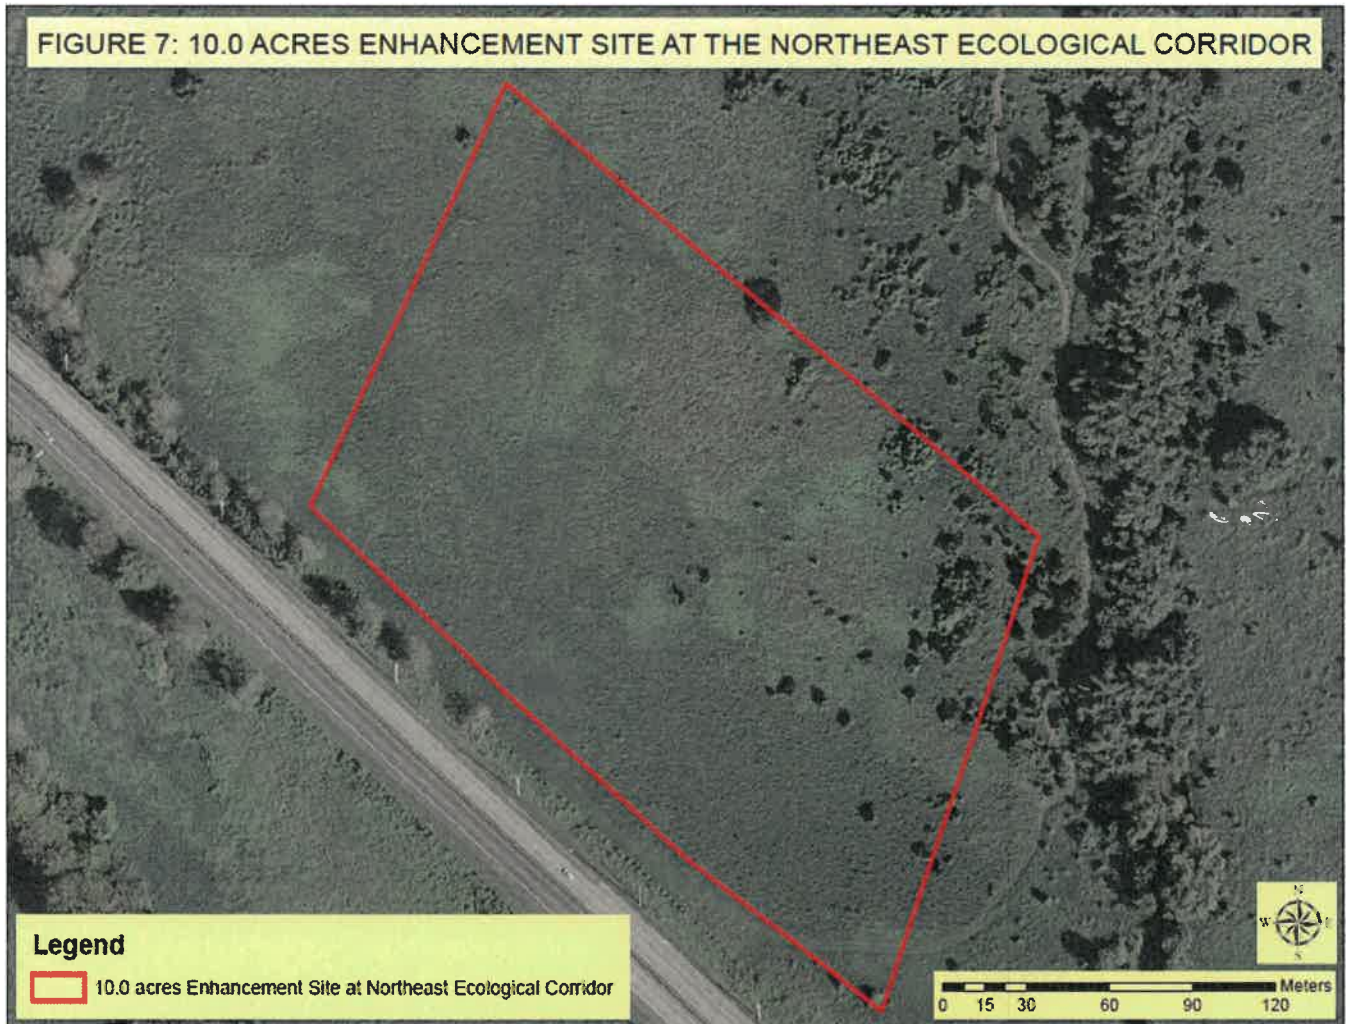 FIGURE 7: 10.0 ACRES ENHANCEMENT SITE AT THE NORTHEAST ECOLOGICAL CORRIDOR
Legend
10.0 acres Enhancement Site at Northeast Ecological Corridor
N
W E
S
Meters
0 15 30 60 90 120